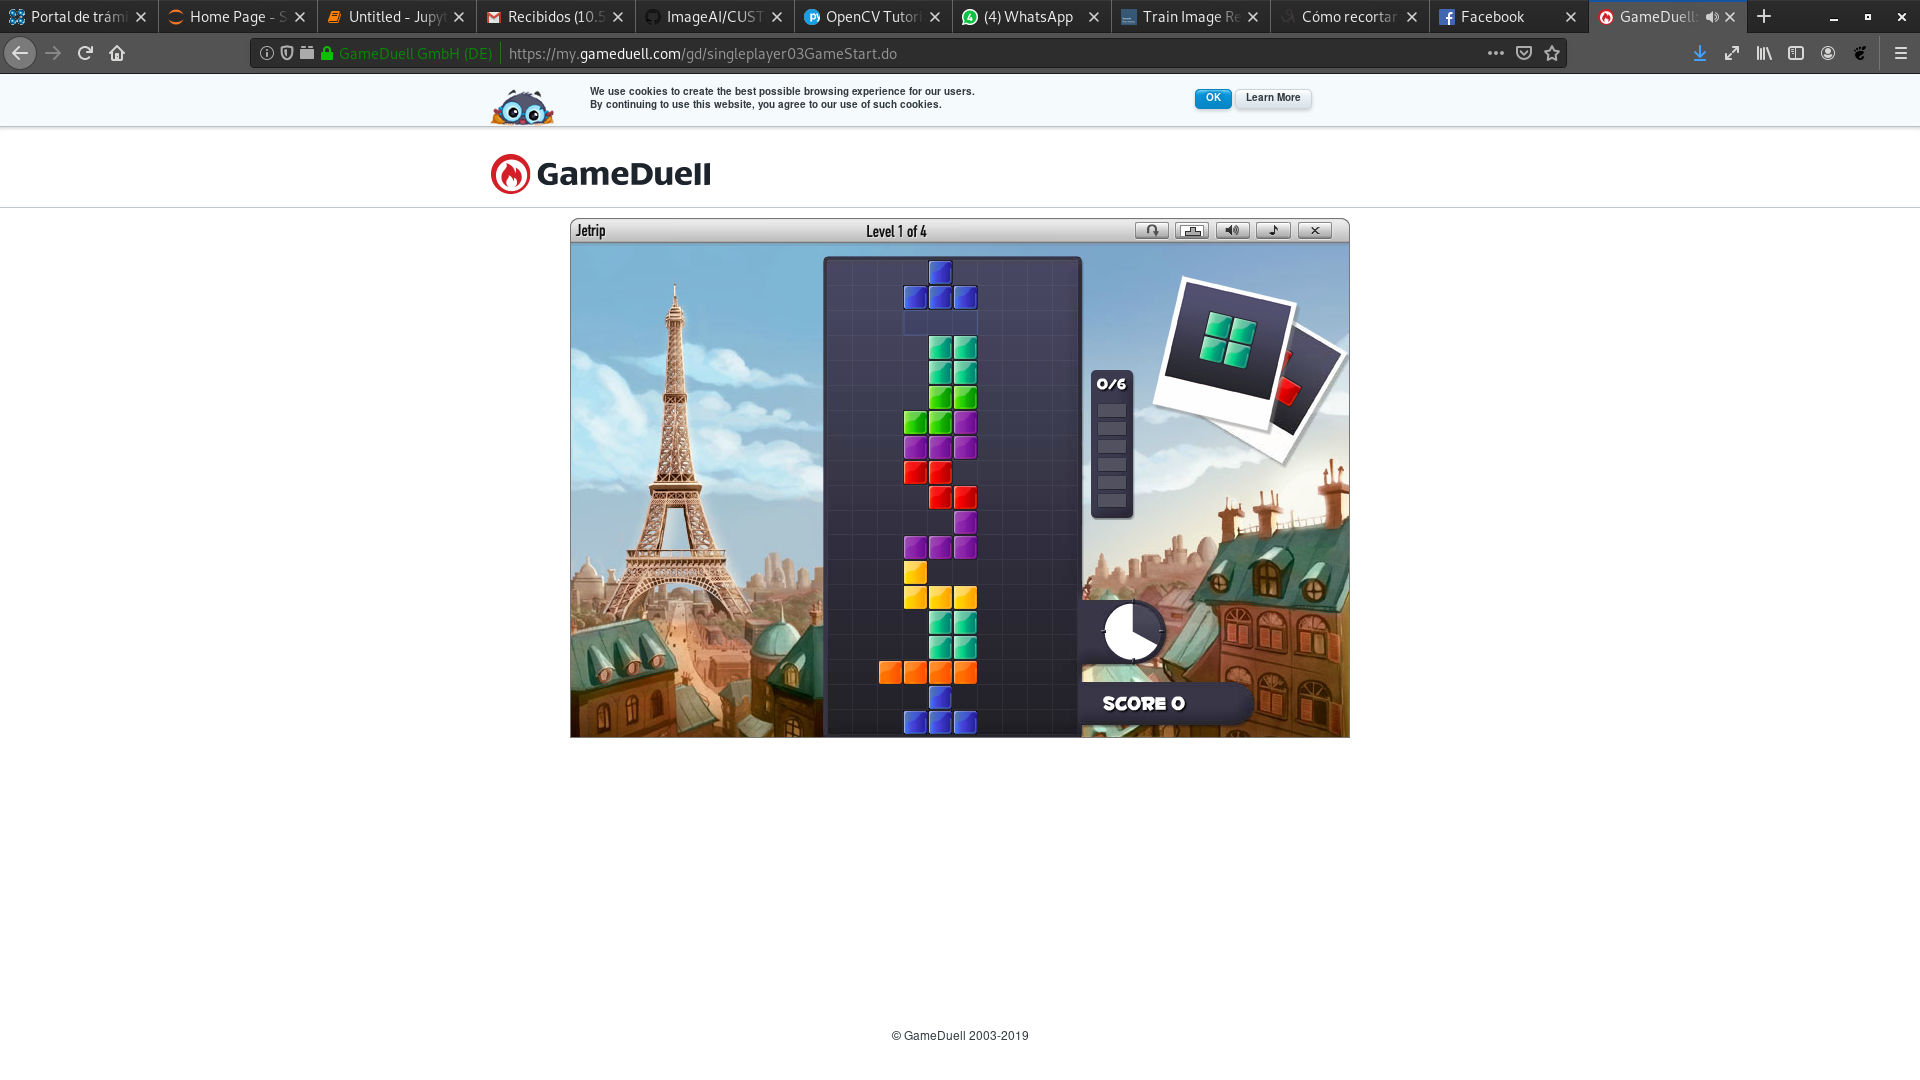 Portal de trámi
Home Page - S
Untitled - Jupyt
Recibidos (10.5
ImageAI/CUST
OpenCV Tutori
(4) WhatsApp
Train Image Re
Cómo recortar
Facebook
GameDuell:
GameDuell GmbH (DE)
https://my.gameduell.com/gd/singleplayer03GameStart.do
We use cookies to create the best possible browsing experience for our users.
By continuing to use this website, you agree to our use of such cookies.
OK
Learn More
GameDuell
Jetrip
Level 1 of 4
0/6
SCORE 0
© GameDuell 2003-2019